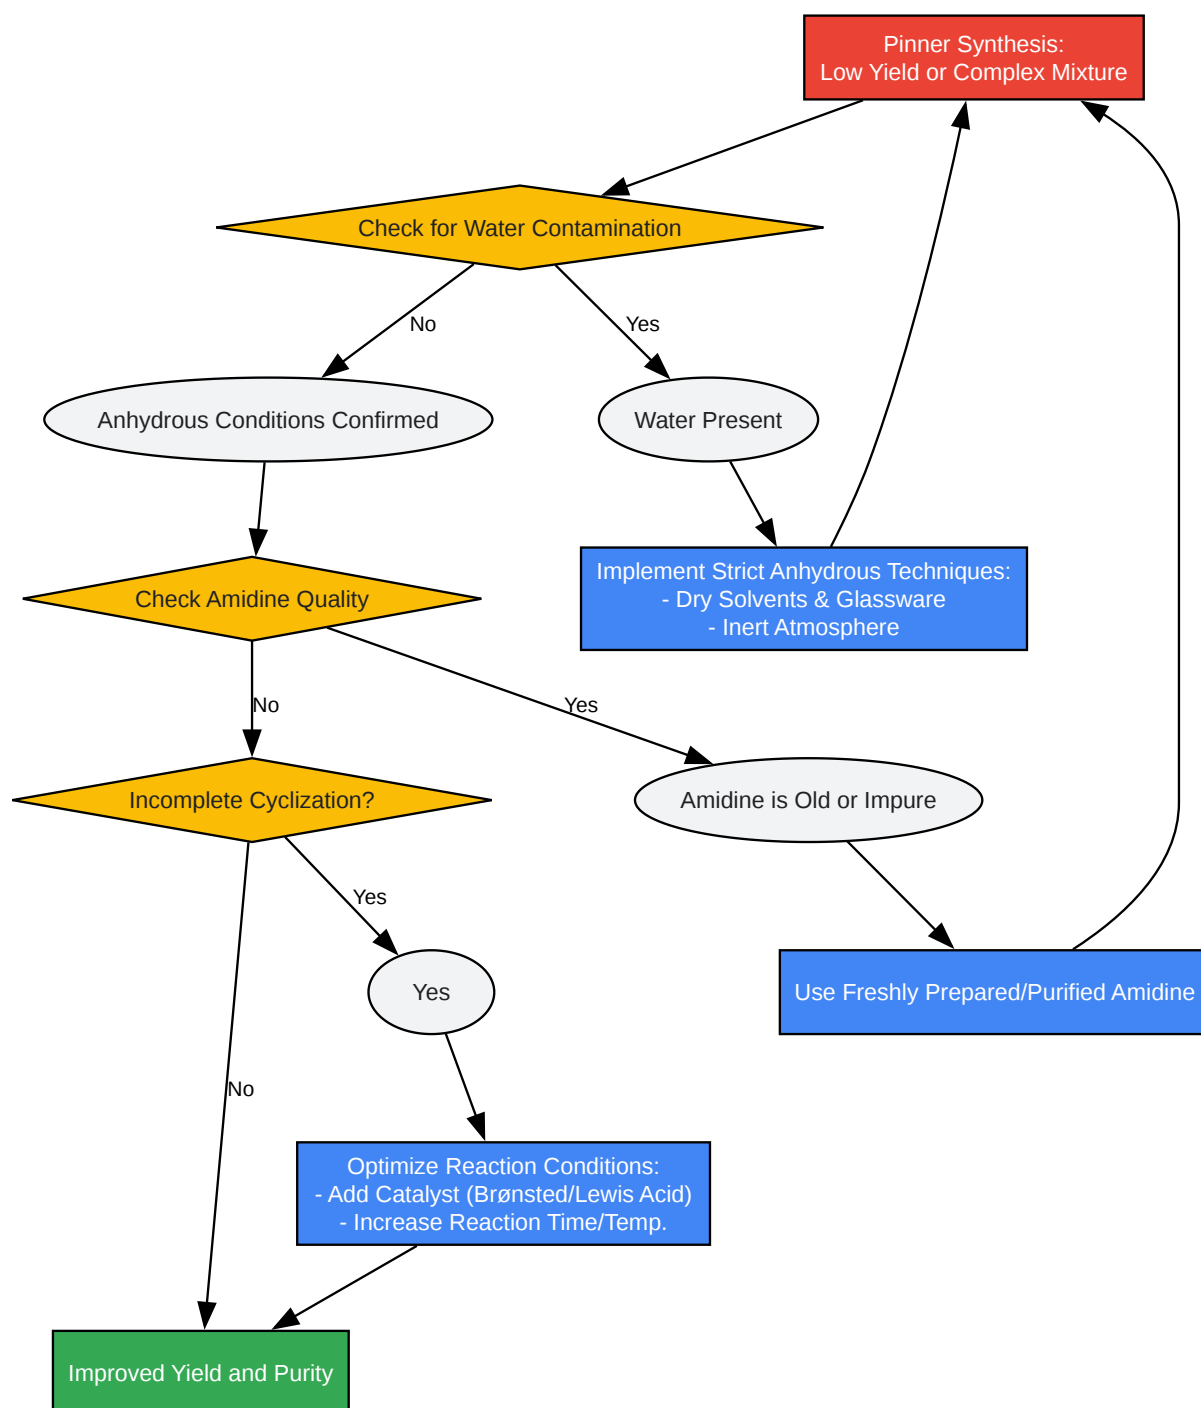 Pinner Synthesis:
Low Yield or Complex Mixture
Check for Water Contamination
No
Yes
Anhydrous Conditions Confirmed
Water Present
Implement Strict Anhydrous Techniques:
- Dry Solvents & Glassware
- Inert Atmosphere
Check Amidine Quality
No
Yes
Incomplete Cyclization?
Amidine is Old or Impure
Yes
Yes
Use Freshly Prepared/Purified Amidine
No
Optimize Reaction Conditions:
- Add Catalyst (Brønsted/Lewis Acid)
- Increase Reaction Time/Temp.
Improved Yield and Purity